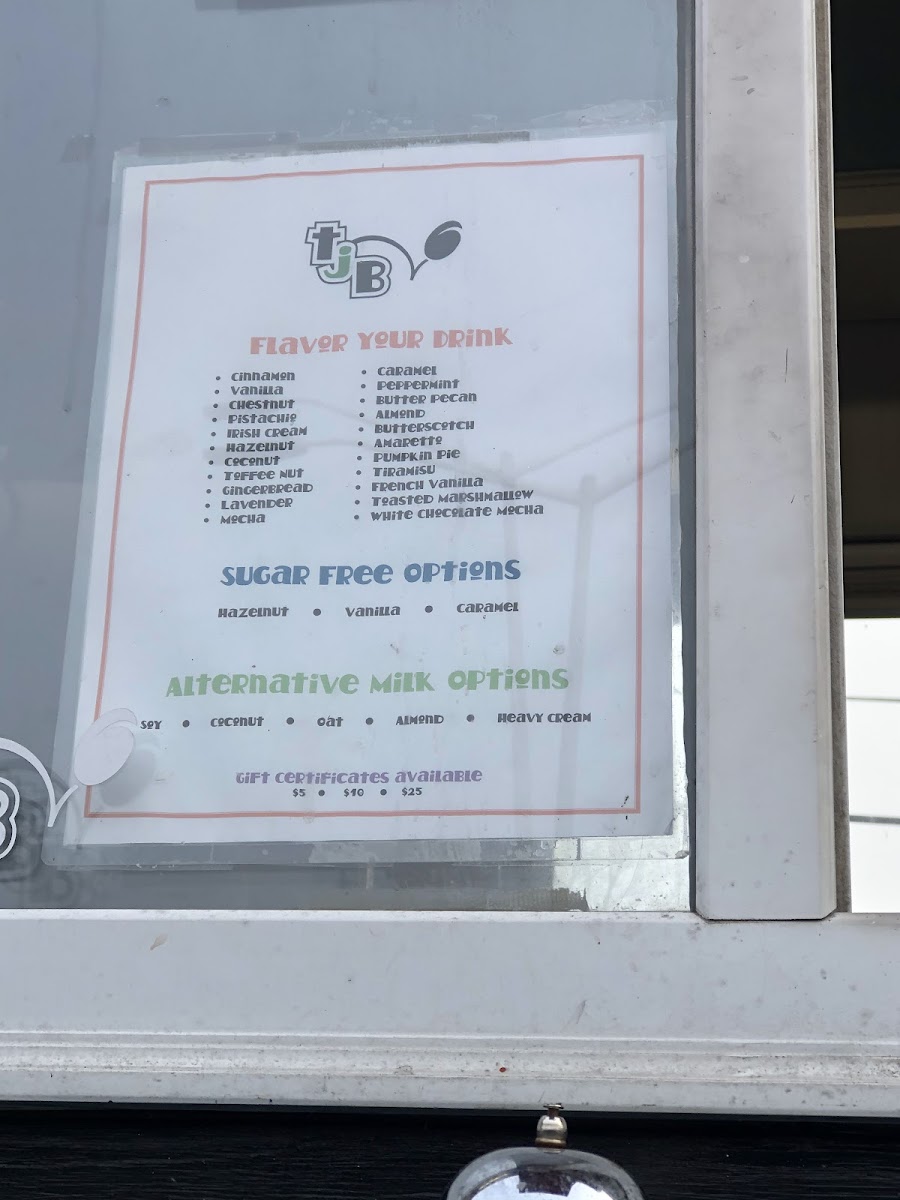 tjB
Flavor Your Drink
• Cinnamon
• Vanilla
• Chestnut
• Pistachio
• Irish Cream
• Hazelnut
• Coconut
• Toffee Nut
• Gingerbread
• Lavender
• Mocha
• Caramel
• Peppermint
• Butter Pecan
• Almond
• Butterscotch
• Amaretto
• Pumpkin Pie
• Tiramisu
• French Vanilla
• Toasted Marshmallow
• White Chocolate Mocha
Sugar Free Options
Hazelnut • Vanilla • Caramel
Alternative Milk Options
Soy • Coconut • Oat • Almond • Heavy Cream
Gift Certificates Available
$5 • $10 • $25
B